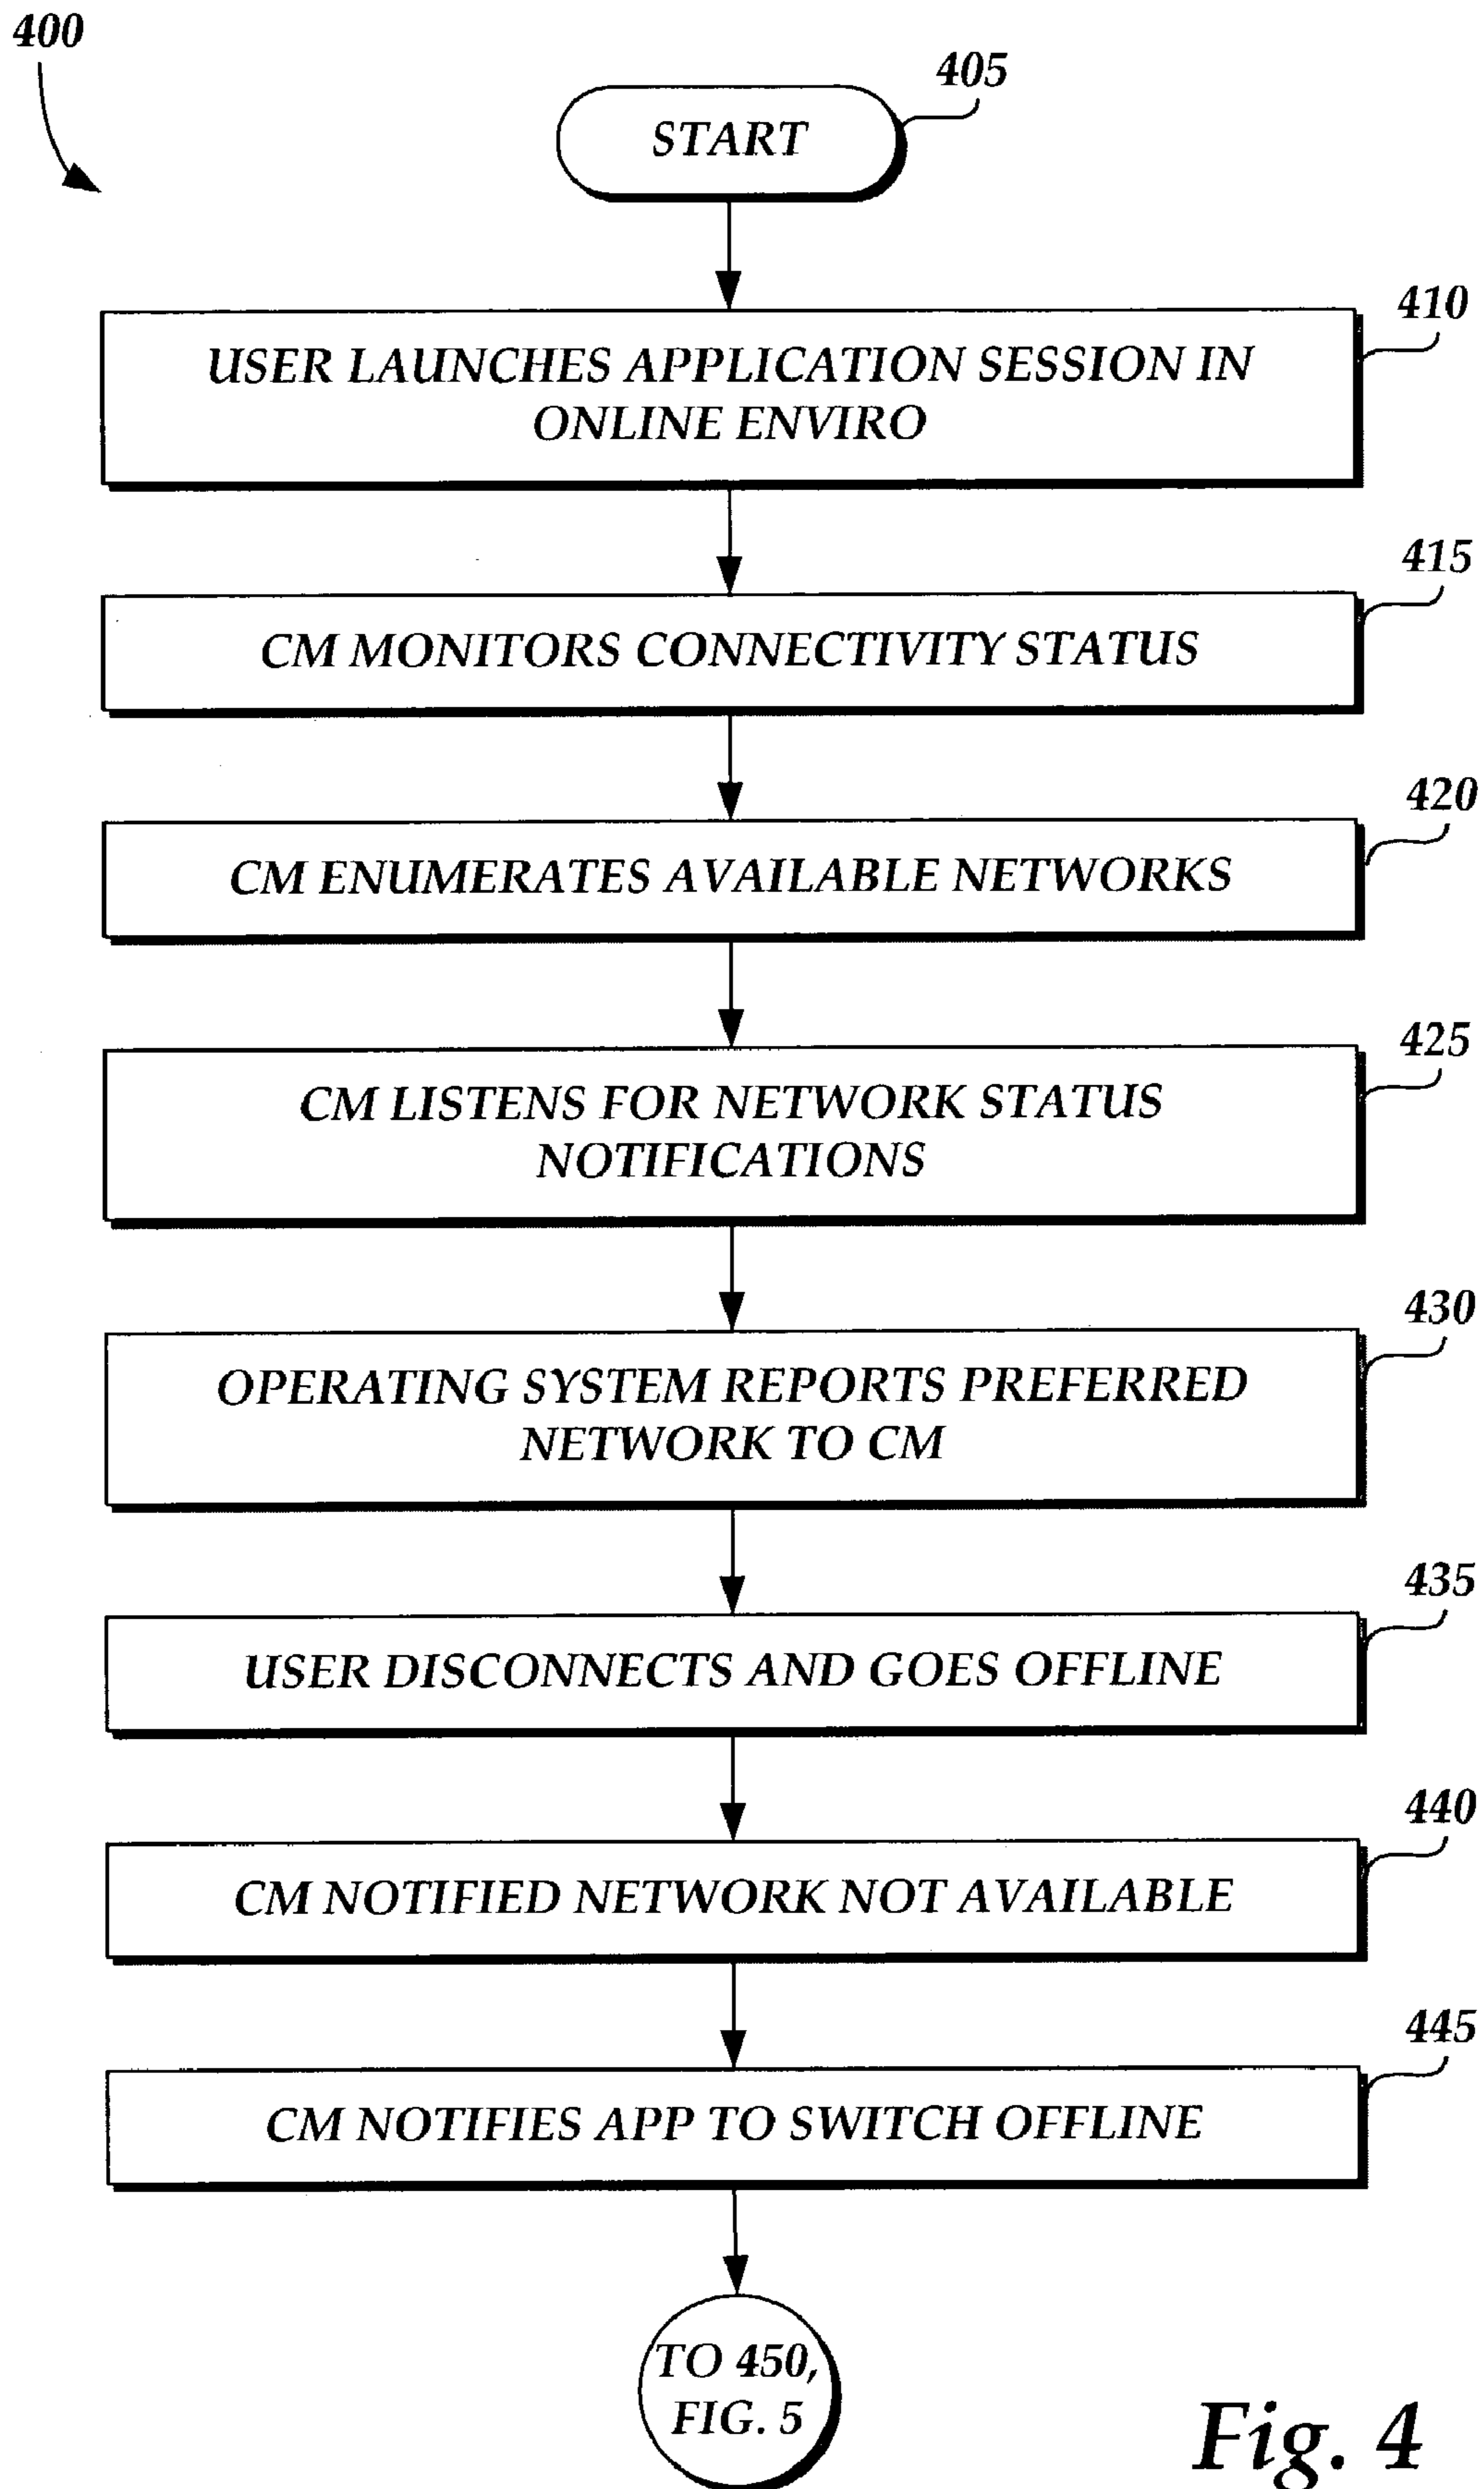 400
405
START
410
USER LAUNCHES APPLICATION SESSION IN
ONLINE ENVIRO
415
CM MONITORS CONNECTIVITY STATUS
420
CM ENUMERATES AVAILABLE NETWORKS
425
CM LISTENS FOR NETWORK STATUS
NOTIFICATIONS
430
OPERATING SYSTEM REPORTS PREFERRED
NETWORK TO CM
435
USER DISCONNECTS AND GOES OFFLINE
440
CM NOTIFIED NETWORK NOT AVAILABLE
445
CM NOTIFIES APP TO SWITCH OFFLINE
TO 450,
FIG. 5
Fig. 4